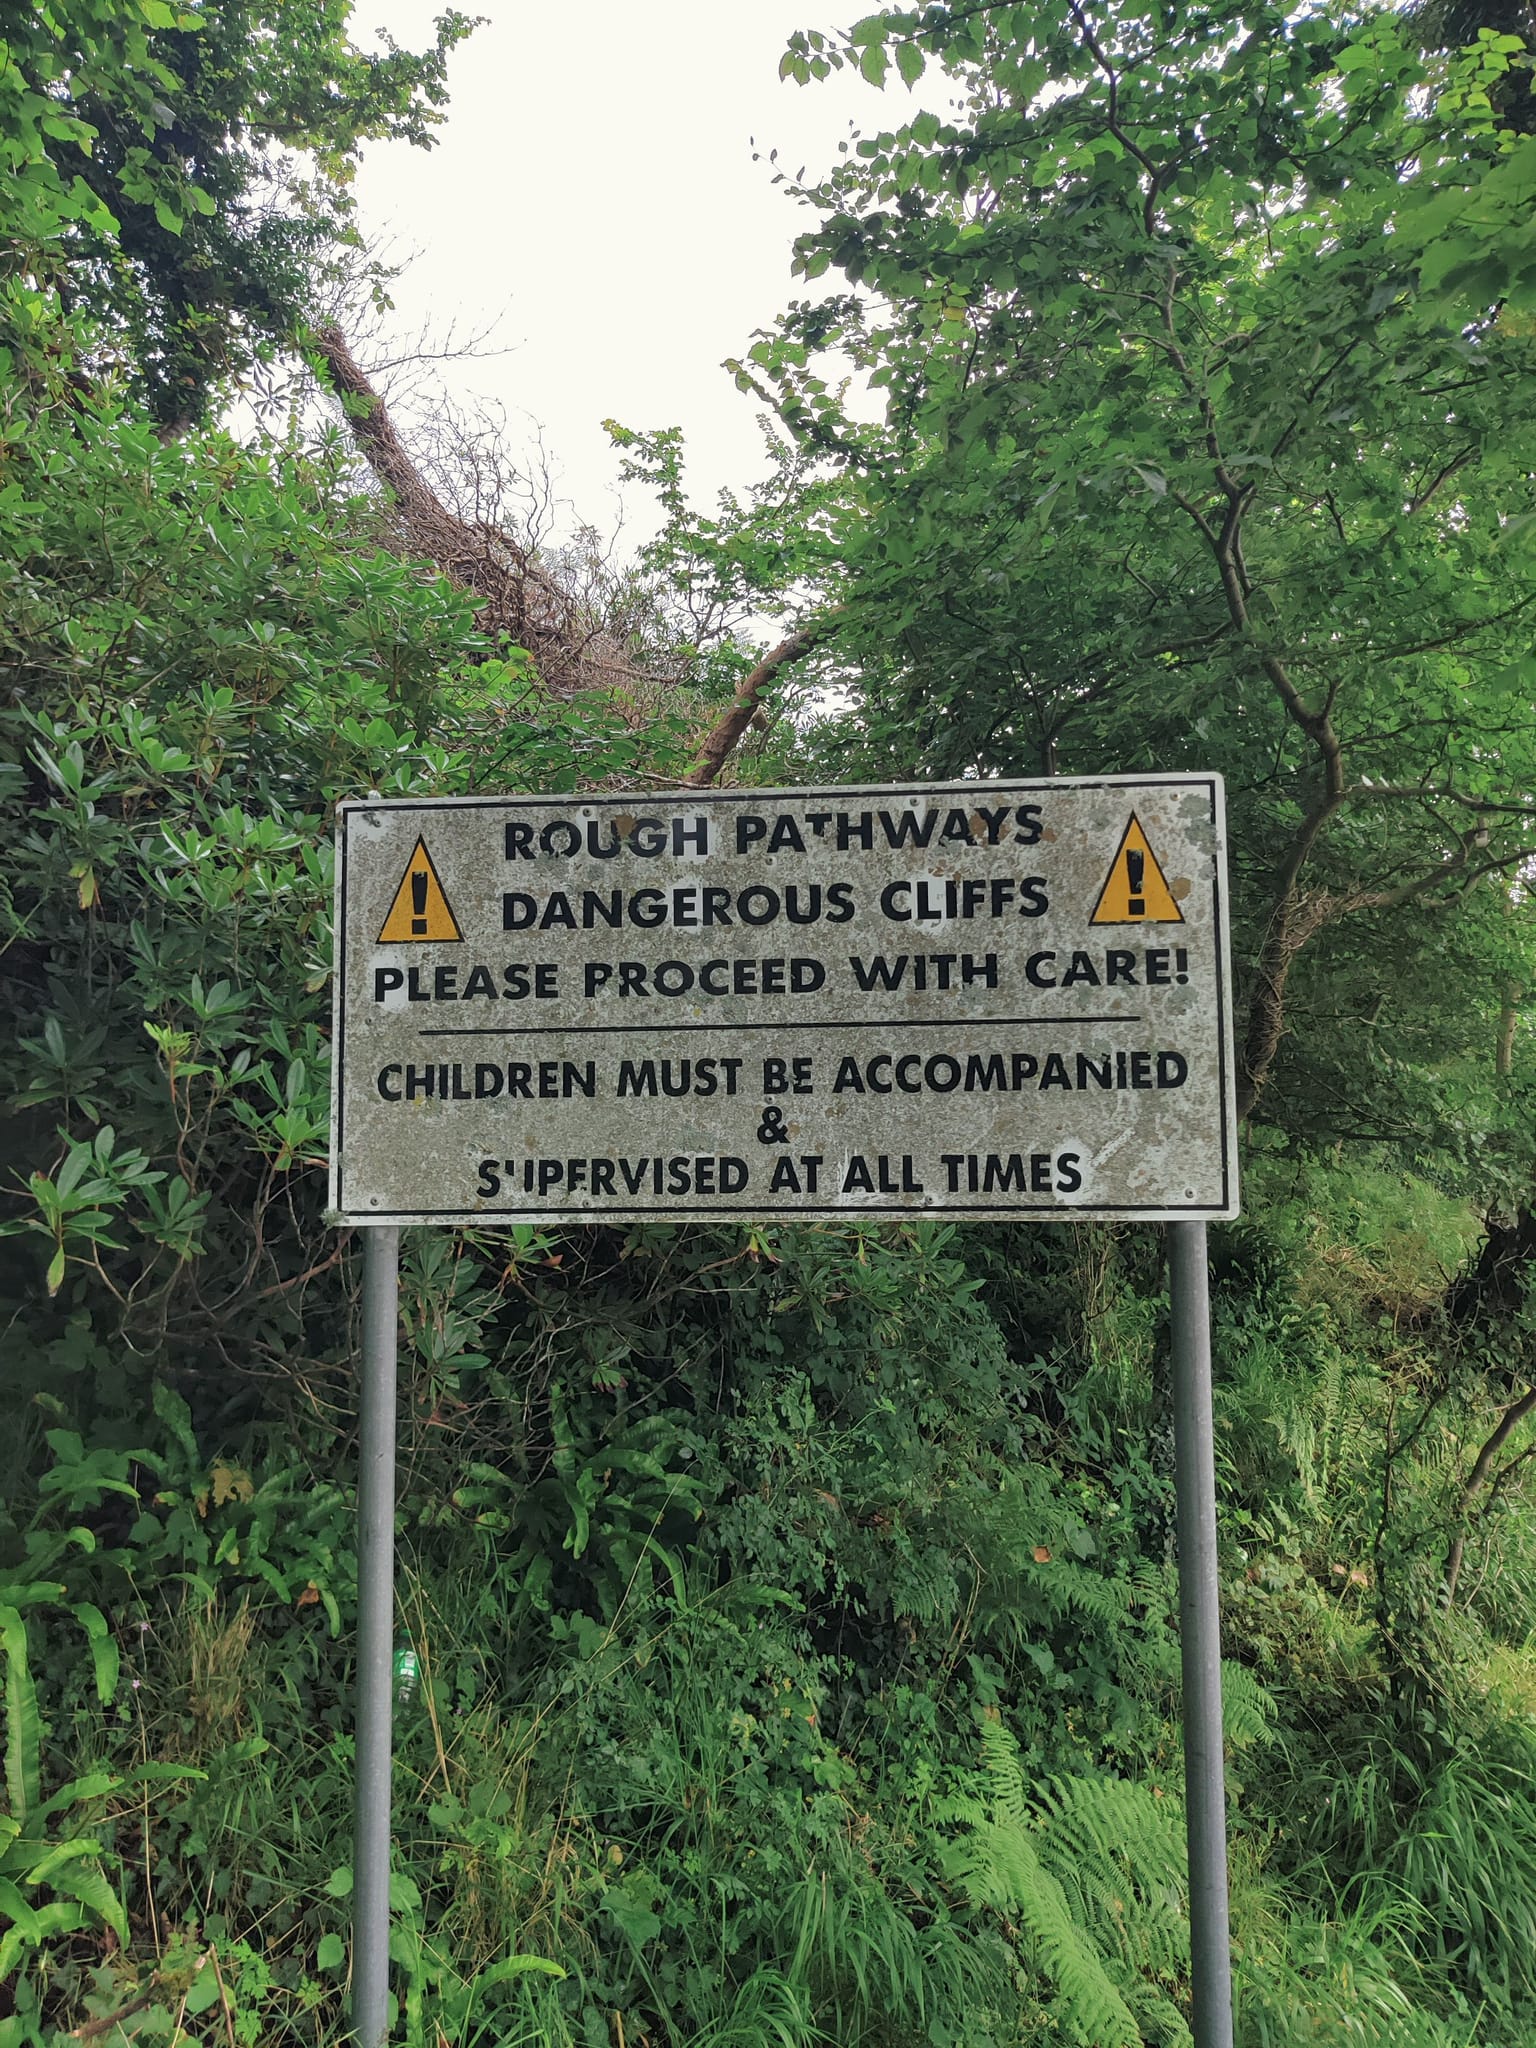 ROUGH PATHWAYS
DANGEROUS CLIFFS
PLEASE PROCEED WITH CARE!
CHILDREN MUST BE ACCOMPANIED
&
SUPERVISED AT ALL TIMES